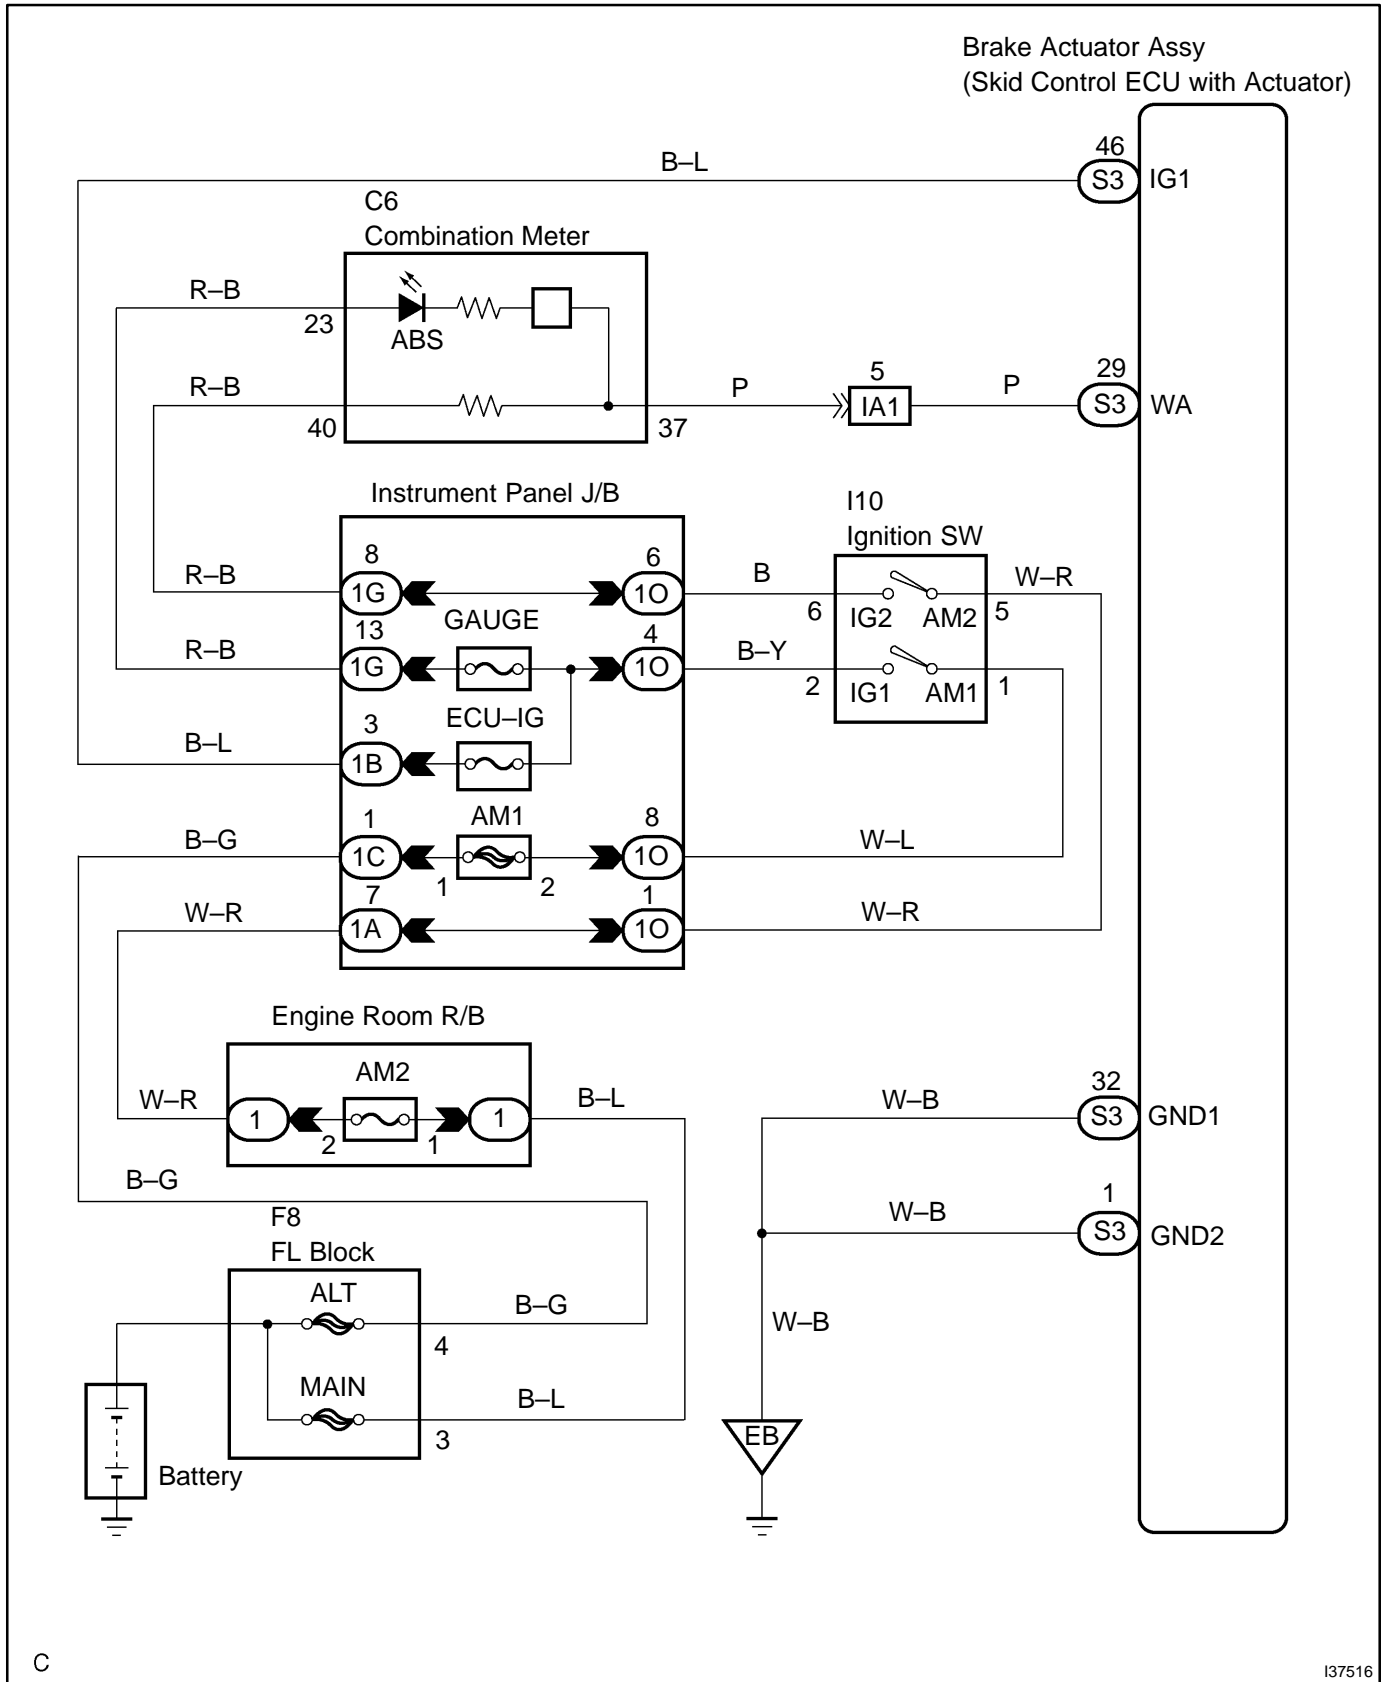 Brake Actuator Assy
(Skid Control ECU with Actuator)
46
B–L
S3
IG1
C6
Combination Meter
R–B
23
ABS
R–B
40
37
P
5
IA1
P
29
S3
WA
Instrument Panel J/B
I10
Ignition SW
8
6
R–B
1G
1O
B
6
IG2
AM2
5
W–R
13
GAUGE
4
R–B
1G
1O
B–Y
2
IG1
AM1
1
3
ECU–IG
B–L
1B
1
AM1
8
B–G
1C
1
2
1O
W–L
7
1
W–R
1A
1O
W–R
Engine Room R/B
AM2
W–R
1
2
1
1
B–L
32
W–B
S3
GND1
B–G
1
W–B
S3
GND2
F8
FL Block
ALT
B–G
4
W–B
MAIN
B–L
3
EB
Battery
C
I37516